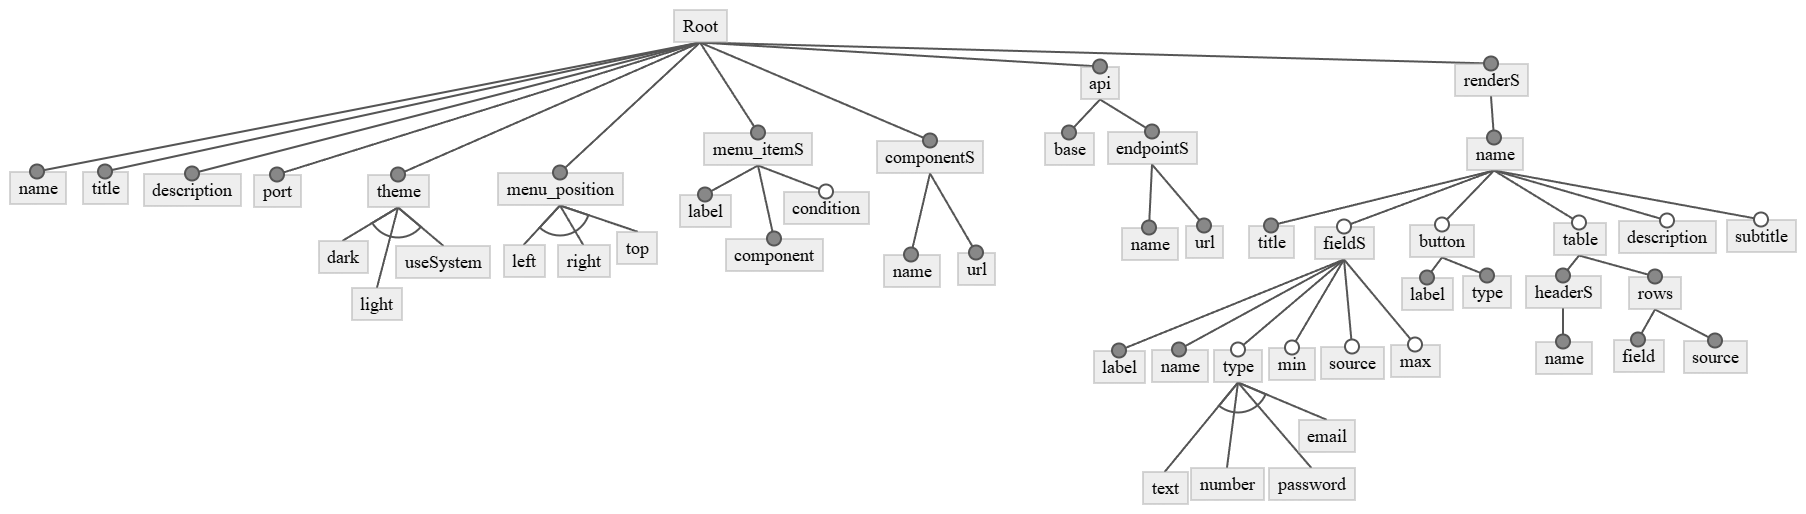 Root
api
renderS
menu_itemS
componentS
base
endpointS
name
name
title
description
port
theme
menu_position
label
condition
title
fieldS
button
table
description
subtitle
dark
useSystem
left
right
top
component
name
url
name
url
light
label
type
headerS
rows
label
name
type
min
source
max
name
field
source
email
text
number
password